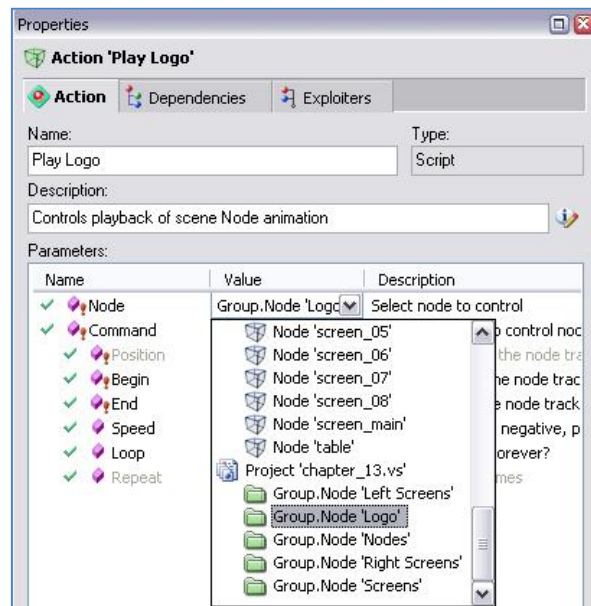 Properties
Action 'Play Logo'
Action Dependencies Exploiters
Name: Type:
Play Logo Script
Description:
Controls playback of scene Node animation
Parameters:
Name Value Description
Node Group.Node 'Logo Select node to control
Command to control
Position the node
Begin he node trac
End e node track
Speed negative, p
Loop orever?
Repeat mes
Node 'screen_05'
Node 'screen_06'
Node 'screen_07'
Node 'screen_08'
Node 'screen_main'
Node 'table'
Project 'chapter_13.vs'
Group.Node 'Left Screens'
Group.Node 'Logo'
Group.Node 'Nodes'
Group.Node 'Right Screens'
Group.Node 'Screens'